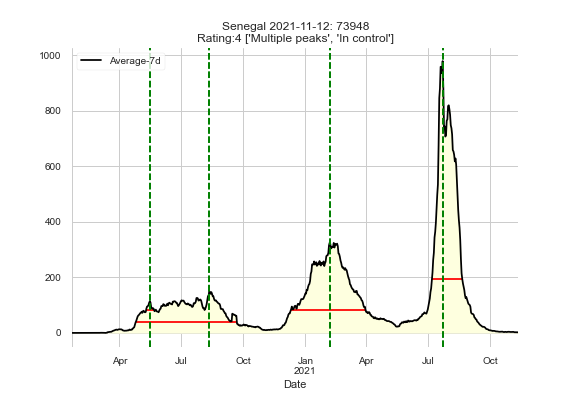 Senegal 2021-11-12: 73948
Rating:4 ['Multiple peaks', 'In control']
1000
Average-7d
800
600
400
200
0
Apr Jul Oct Jan Apr Jul Oct
2021
Date